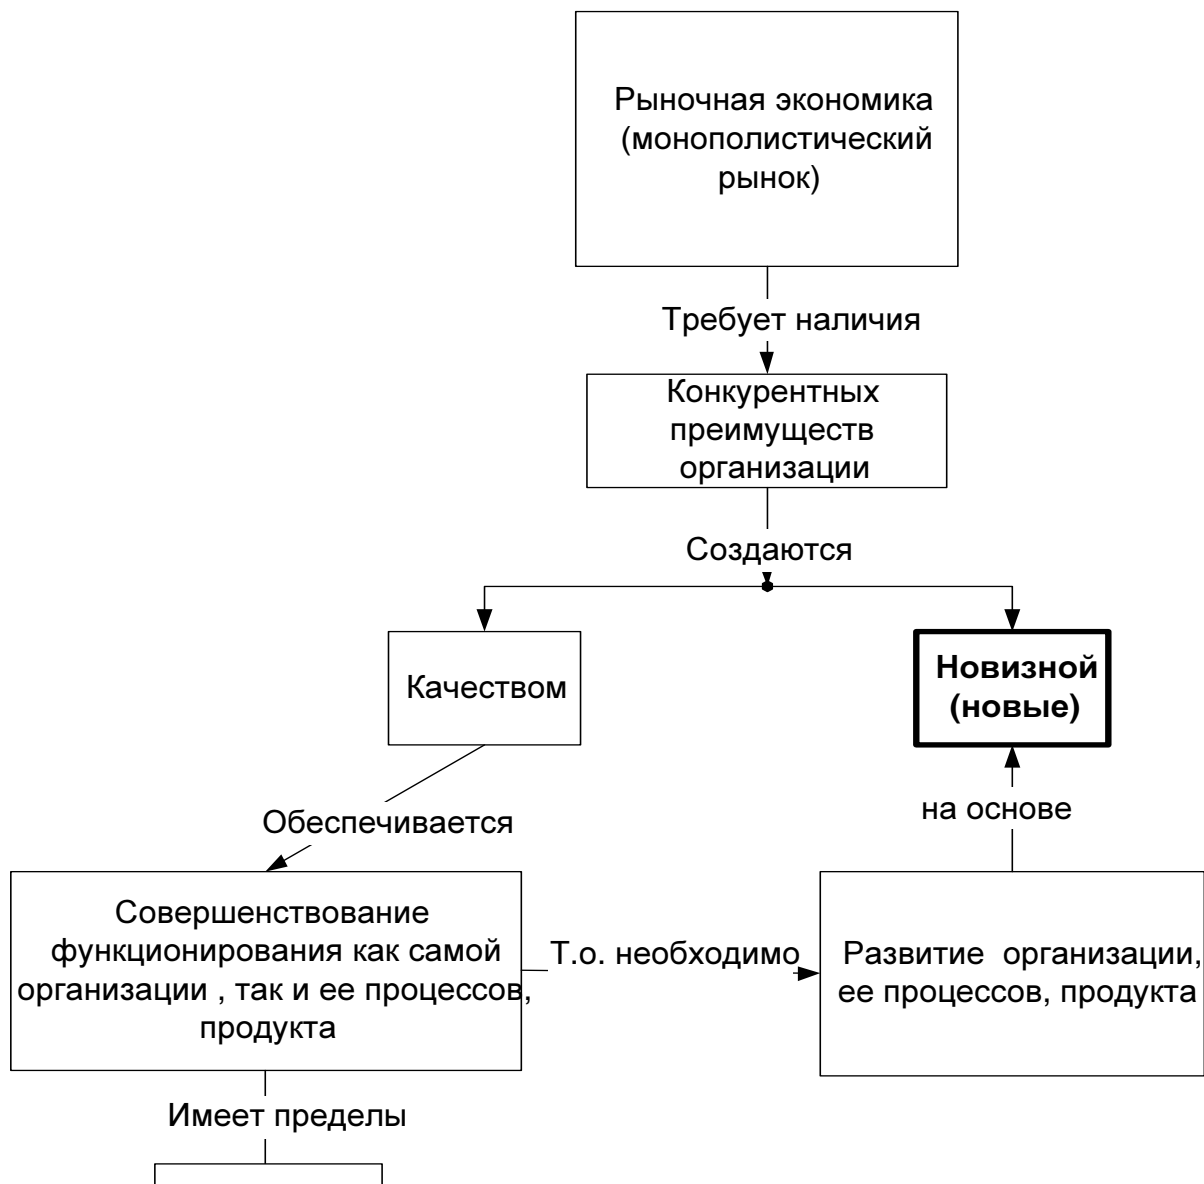 Рыночная экономика
(монополистический
рынок)
Требует наличия
Конкурентных
преимуществ
организации
Создаются
Качеством
Новизной
(новые)
Обеспечивается
на основе
Совершенствование
функционирования как самой
организации , так и ее процессов,
продукта
Т.о. необходимо
Развитие организации,
ее процессов, продукта
Имеет пределы